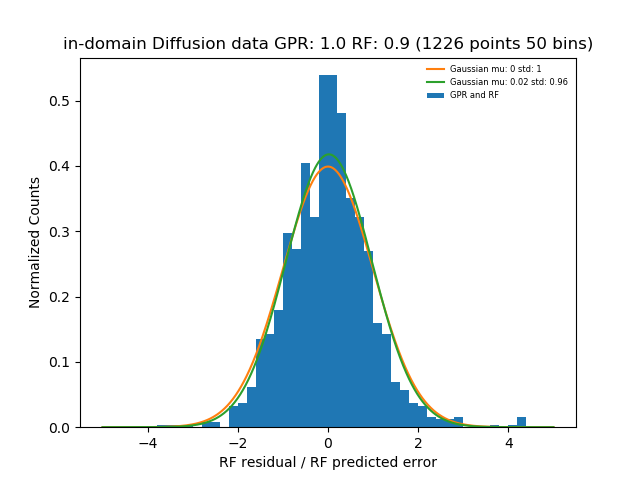 in-domain Diffusion data GPR: 1.0 RF: 0.9 (1226 points 50 bins)
Gaussian mu: 0 std: 1
Gaussian mu: 0.02 std: 0.96
GPR and RF
Normalized Counts
0.5
0.4
0.3
0.2
0.1
0.0
−4 −2 0 2 4
RF residual / RF predicted error